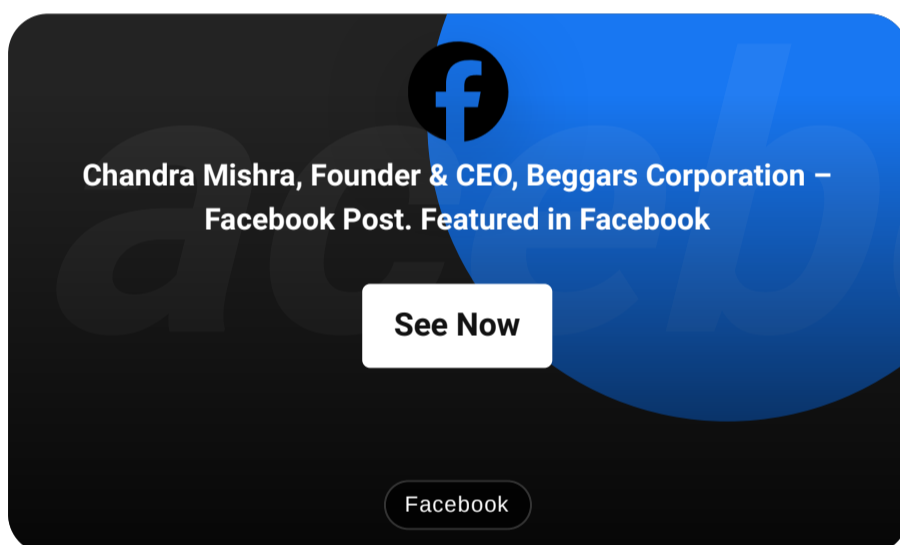 Chandra Mishra, Founder & CEO, Beggars Corporation –
Facebook Post. Featured in Facebook
See Now
Facebook